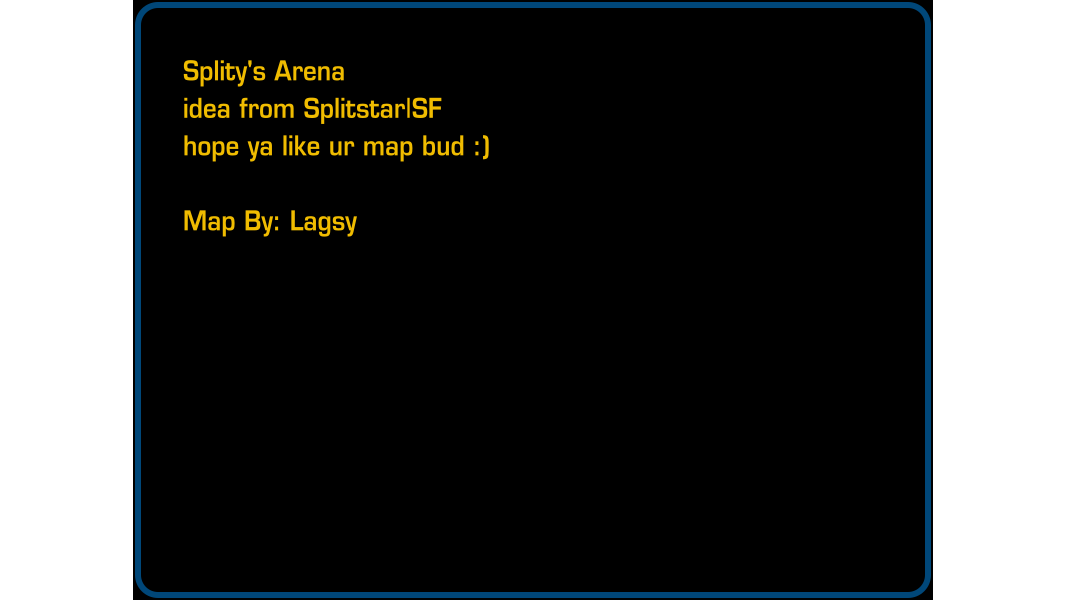 Splity's Arena
idea from Splitstar|SF
hope ya like ur map bud :)
Map By: Lagsy